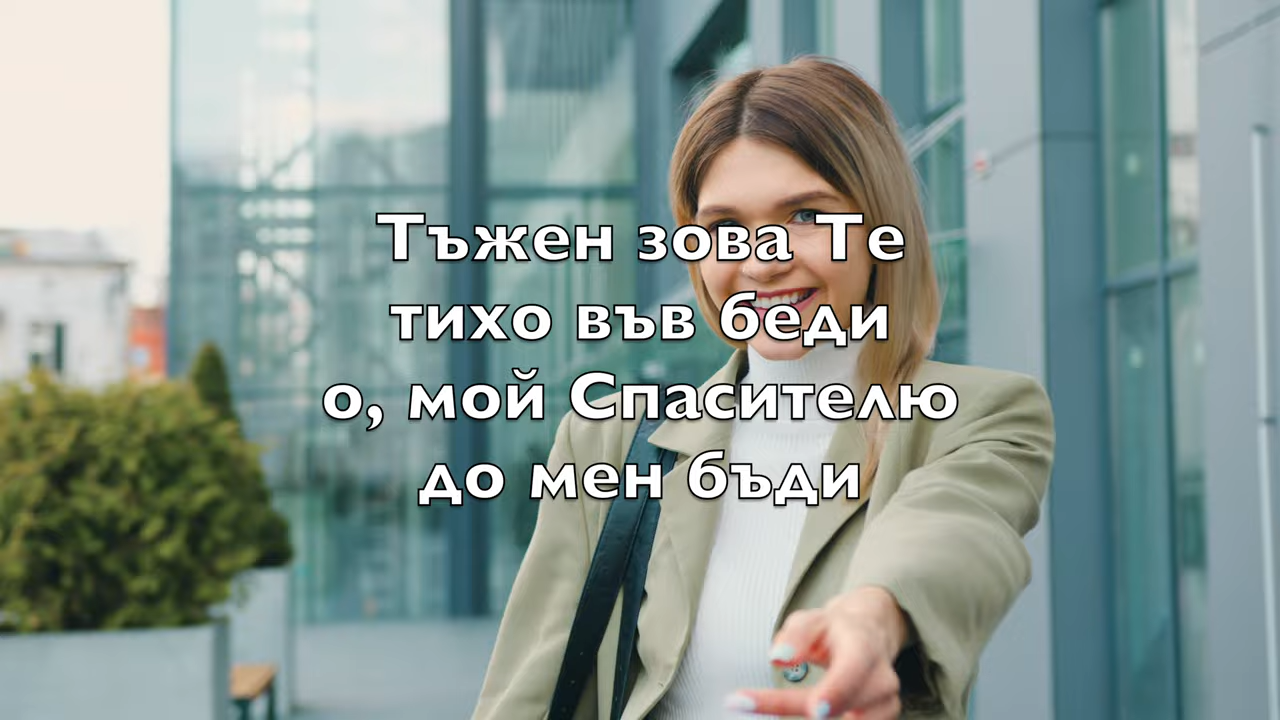 Тъжен зова Те
тихо във беди
о, мой Спасителю
до мен бъди